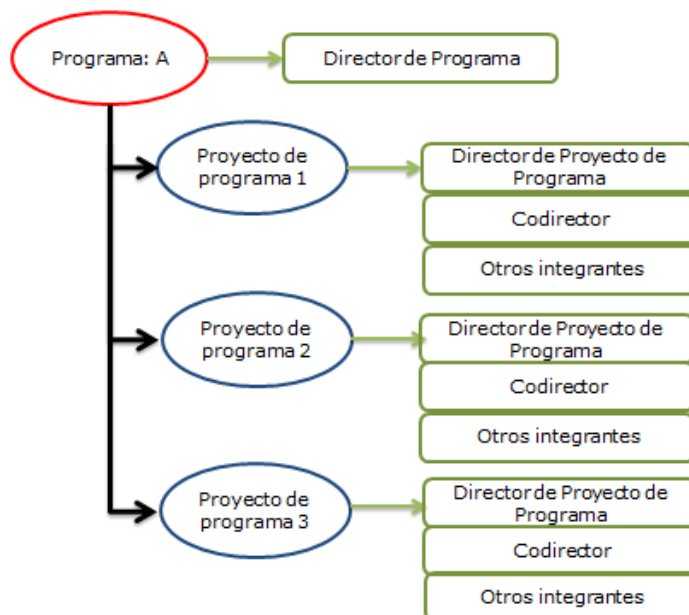 Programa: A
Director de Programa
Proyecto de
programa 1
Director de Proyecto de
Programa
Codirector
Otros integrantes
Proyecto de
programa 2
Director de Proyecto de
Programa
Codirector
Otros integrantes
Proyecto de
programa 3
Director de Proyecto de
Programa
Codirector
Otros integrantes